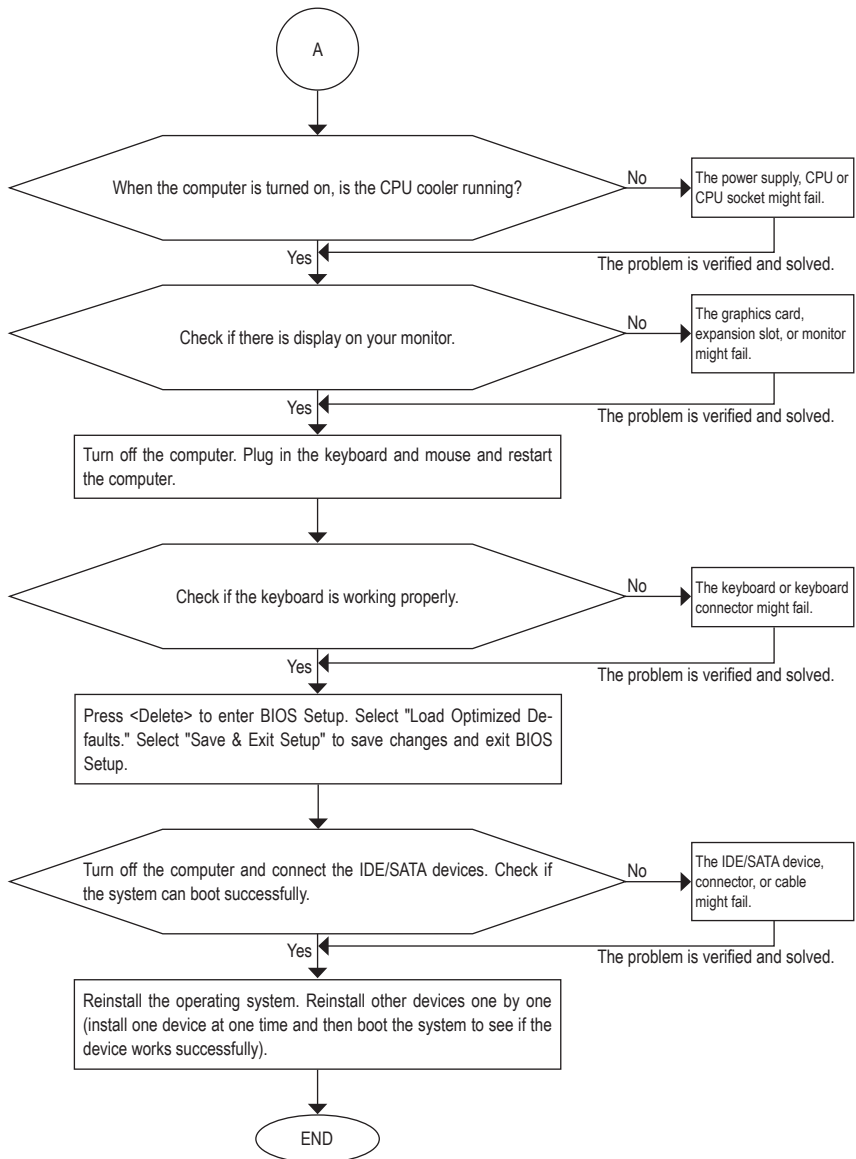 A
When the computer is turned on, is the CPU cooler running?
No
The power supply, CPU or
CPU socket might fail.
Yes
The problem is verified and solved.
Check if there is display on your monitor.
No
The graphics card,
expansion slot, or monitor
might fail.
Yes
The problem is verified and solved.
Turn off the computer. Plug in the keyboard and mouse and restart
the computer.
Check if the keyboard is working properly.
No
The keyboard or keyboard
connector might fail.
Yes
The problem is verified and solved.
Press <Delete> to enter BIOS Setup. Select "Load Optimized De-
faults." Select "Save & Exit Setup" to save changes and exit BIOS
Setup.
Turn off the computer and connect the IDE/SATA devices. Check if
the system can boot successfully.
No
The IDE/SATA device,
connector, or cable
might fail.
Yes
The problem is verified and solved.
Reinstall the operating system. Reinstall other devices one by one
(install one device at one time and then boot the system to see if the
device works successfully).
END